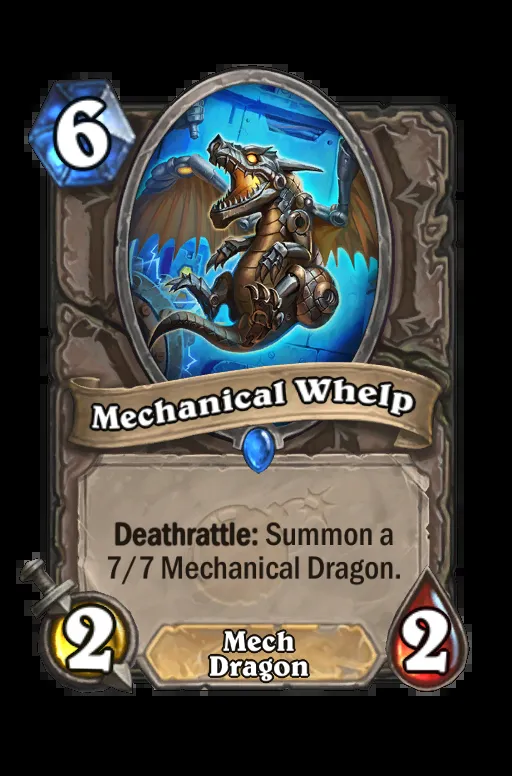 6
Mechanical Whelp
Deathrattle: Summon a
7/7 Mechanical Dragon.
2
Mech
Dragon
2